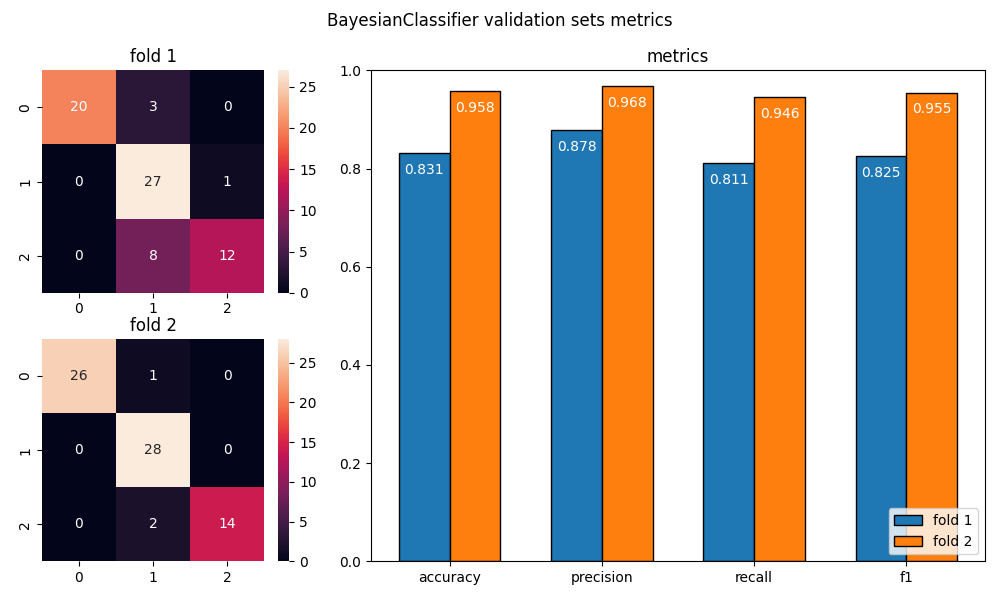 BayesianClassifier validation sets metrics
fold 1
0
1
2
20 3 0
0 27 1
0 8 12
0 1 2
25
20
15
10
5
0
fold 2
0
1
2
26 1 0
0 28 0
0 2 14
0 1 2
25
20
15
10
5
0
metrics
1.0
0.8
0.6
0.4
0.2
0.0
0.831 0.958 0.878 0.968 0.811 0.946 0.825 0.955
accuracy precision recall f1
fold 1
fold 2